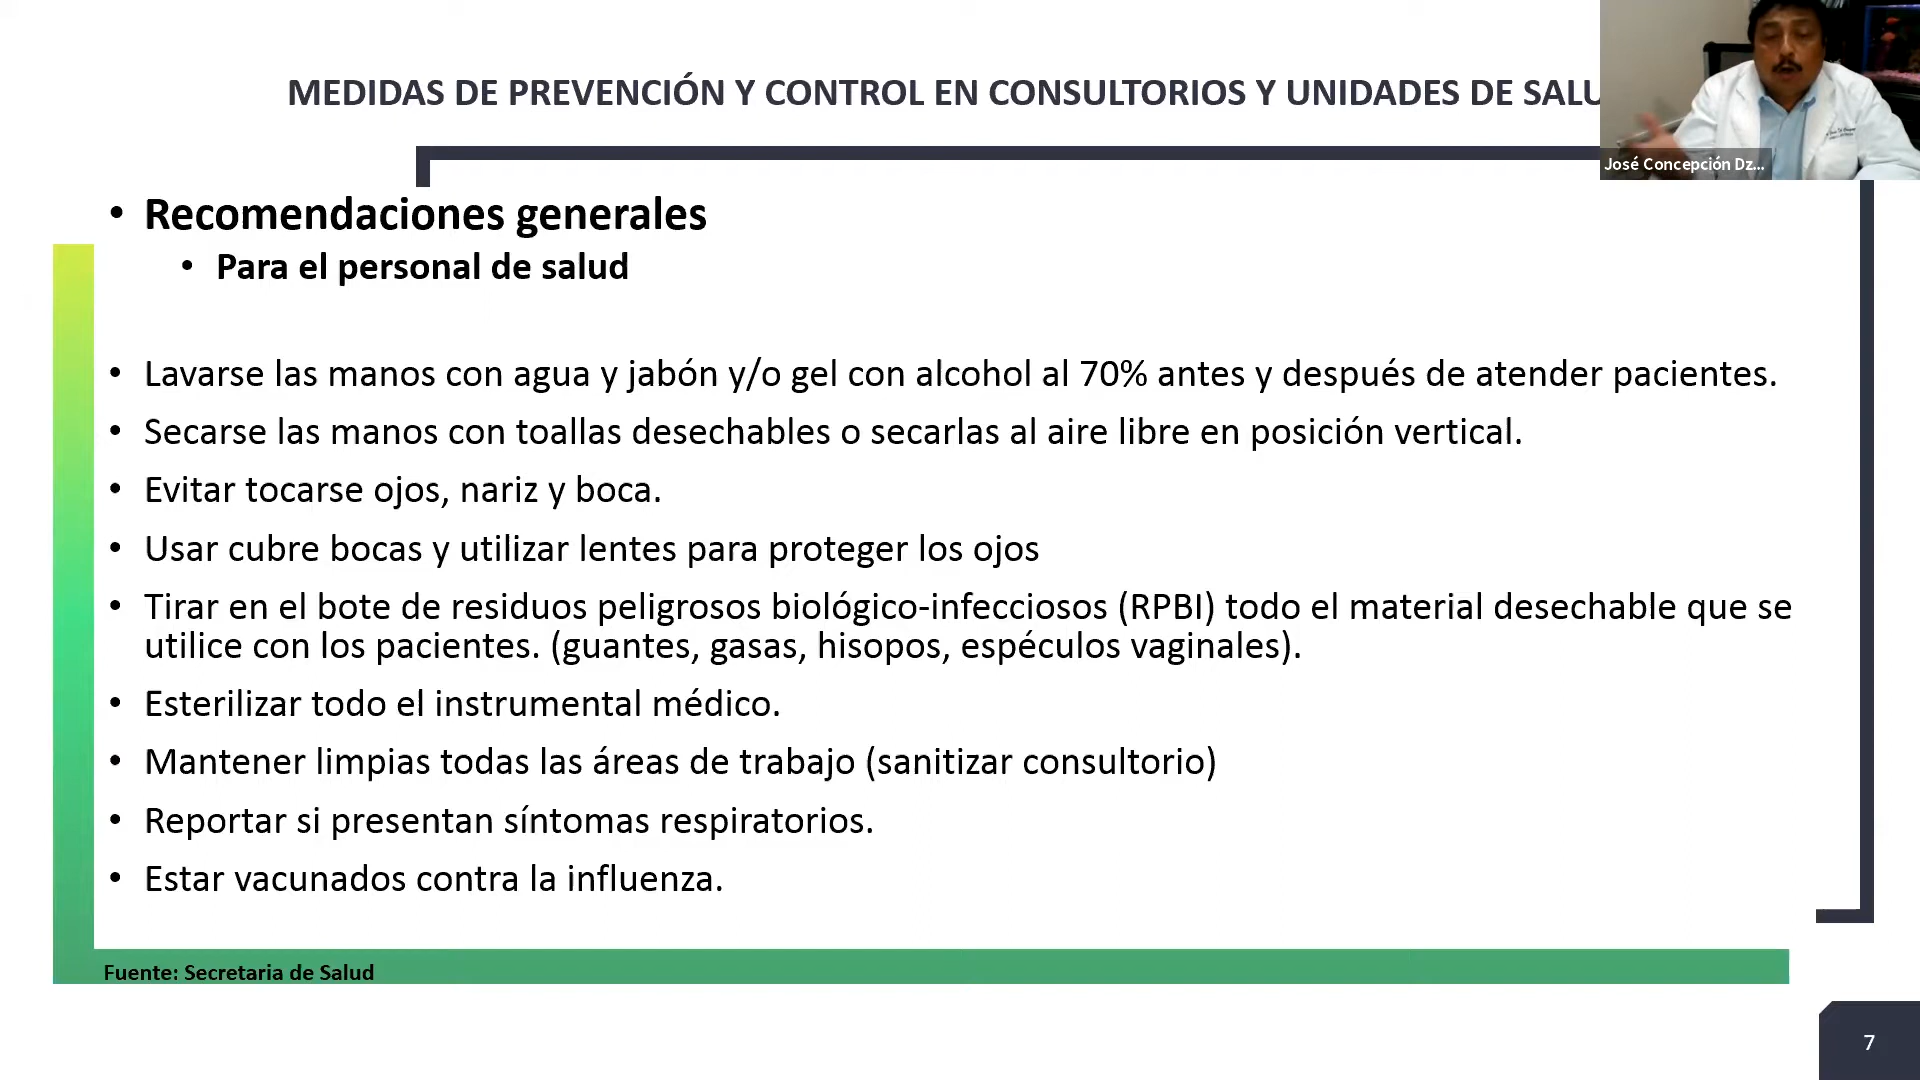 MEDIDAS DE PREVENCIÓN Y CONTROL EN CONSULTORIOS Y UNIDADES DE SALU
José Concepción Dz...
• Recomendaciones generales
• Para el personal de salud
• Lavarse las manos con agua y jabón y/o gel con alcohol al 70% antes y después de atender pacientes.
• Secarse las manos con toallas desechables o secarlas al aire libre en posición vertical.
• Evitar tocarse ojos, nariz y boca.
• Usar cubre bocas y utilizar lentes para proteger los ojos
• Tirar en el bote de residuos peligrosos biológico-infecciosos (RPBI) todo el material desechable que se
utilice con los pacientes. (guantes, gasas, hisopos, espéculos vaginales).
• Esterilizar todo el instrumental médico.
• Mantener limpias todas las áreas de trabajo (sanitizar consultorio)
• Reportar si presentan síntomas respiratorios.
• Estar vacunados contra la influenza.
Fuente: Secretaria de Salud
7